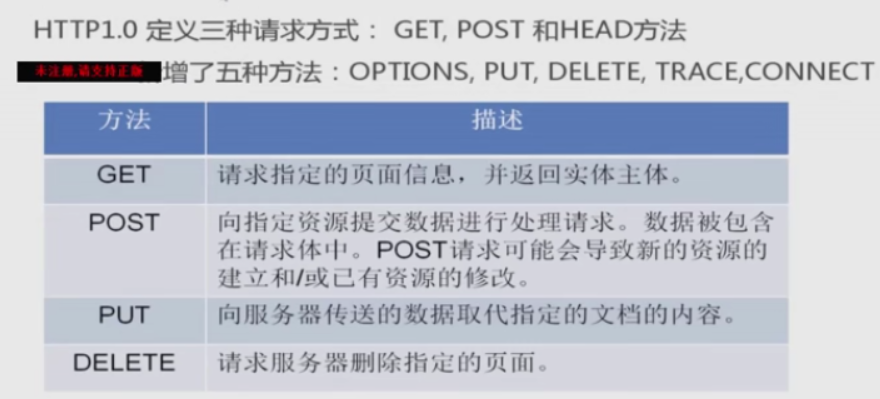 HTTP1.0 定义三种请求方式： GET, POST 和HEAD方法
未注册,请支持正版
增了五种方法：OPTIONS, PUT, DELETE, TRACE,CONNECT
方法 描述
GET 请求指定的页面信息，并返回实体主体。
POST 向指定资源提交数据进行处理请求。数据被包含
在请求体中。POST请求可能会导致新的资源的
建立和/或已有资源的修改。
PUT 向服务器传送的数据取代指定的文档的内容。
DELETE 请求服务器删除指定的页面。